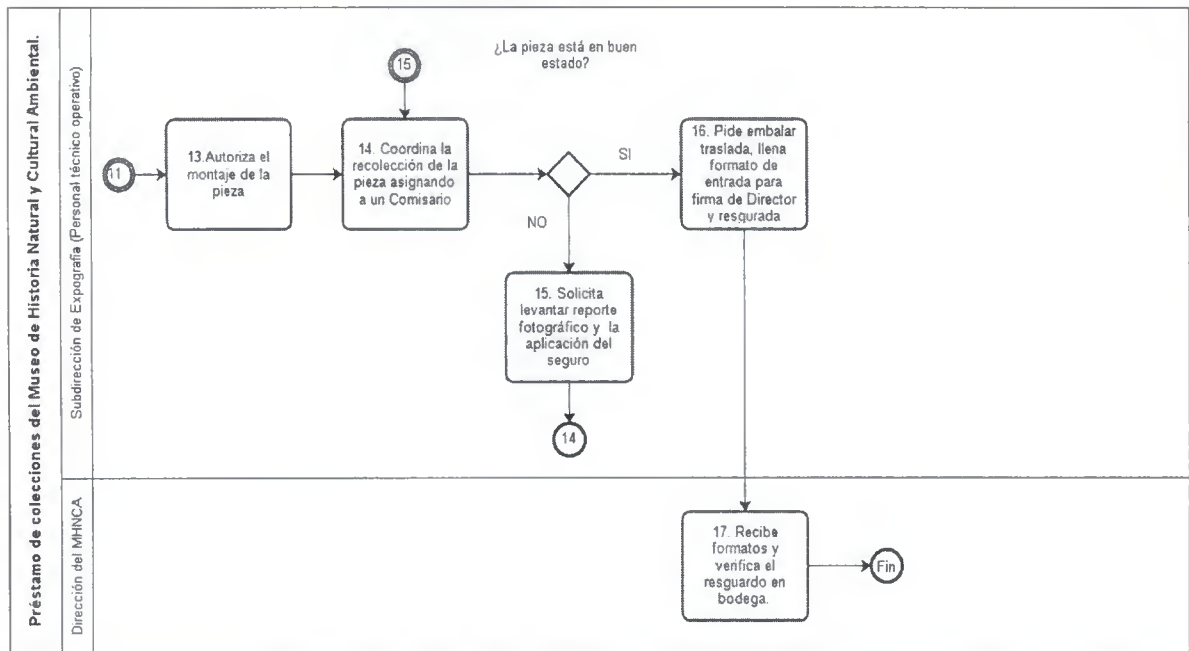 Préstamo de colecciones del Museo de Historia Natural y Cultural Ambiental.
Subdirección de Expografía (Personal técnico operativo)
11
13.Autoriza el
montaje de la
pieza
15
14. Coordina la
recolección de la
pieza asignando
a un Comisario
¿La pieza está en buen
estado?
SI
NO
16. Pide embalar
traslada, llena
formato de
entrada para
firma de Director
y resgurada
15. Solicita
levantar reporte
fotográfico y la
aplicación del
seguro
14
Dirección del MHNCA
17. Recibe
formatos y
verifica el
resguardo en
bodega.
Fin